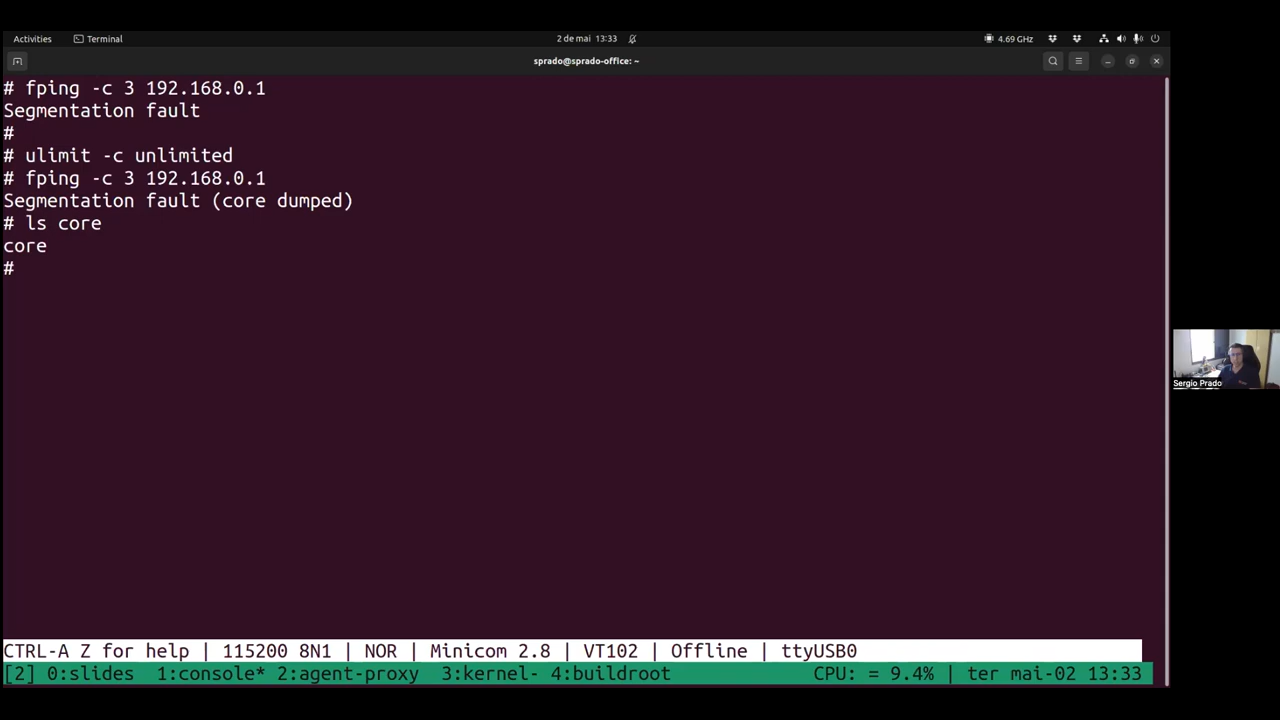 Activities Terminal 2 de mai 13:33 4.69 GHz
sprado@sprado-office: ~
# fping -c 3 192.168.0.1
Segmentation fault
#
# ulimit -c unlimited
# fping -c 3 192.168.0.1
Segmentation fault (core dumped)
# ls core
core
#
Sergio Prado
CTRL-A Z for help | 115200 8N1 | NOR | Minicom 2.8 | VT102 | Offline | ttyUSB0
[2] 0:slides 1:console* 2:agent-proxy 3:kernel- 4:buildroot CPU: = 9.4% | ter mai-02 13:33